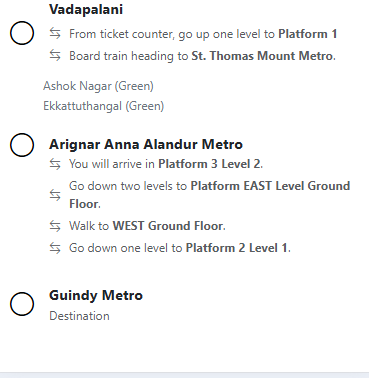 Vadapalani
From ticket counter, go up one level to Platform 1
Board train heading to St. Thomas Mount Metro.
Ashok Nagar (Green)
Ekkattuthangal (Green)
Arignar Anna Alandur Metro
You will arrive in Platform 3 Level 2.
Go down two levels to Platform EAST Level Ground
Floor.
Walk to WEST Ground Floor.
Go down one level to Platform 2 Level 1.
Guindy Metro
Destination